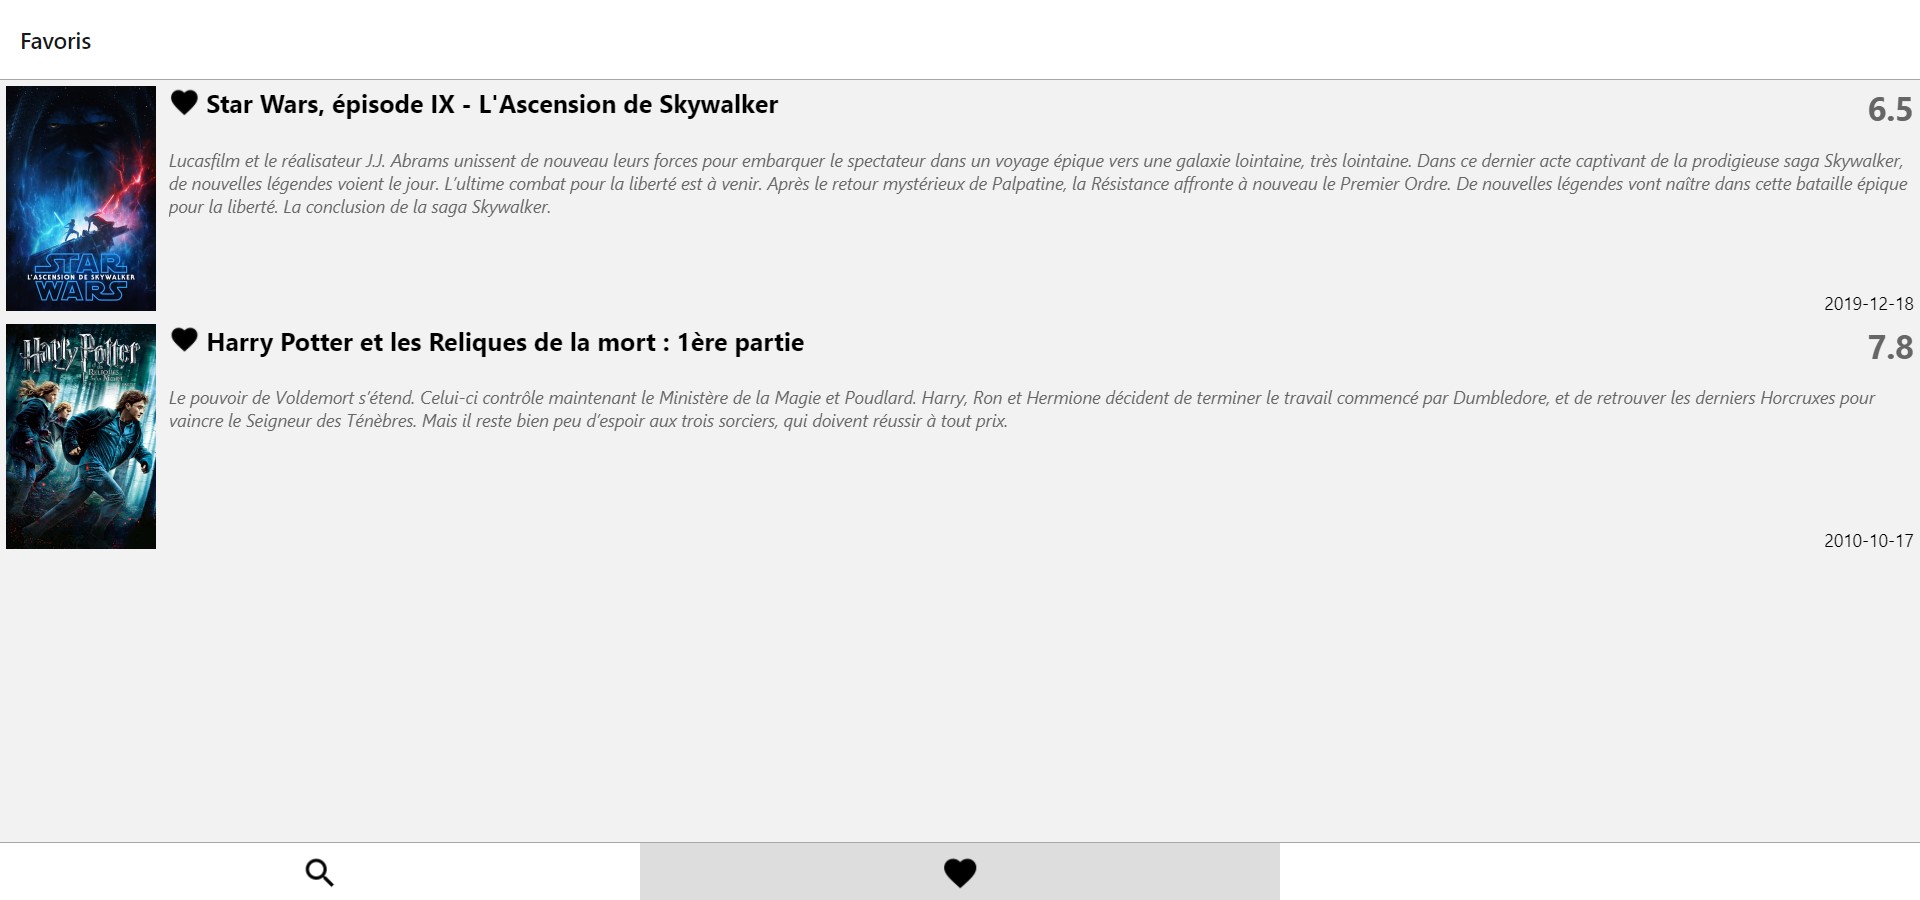 Favoris
Star Wars, épisode IX - L'Ascension de Skywalker
6.5
Lucasfilm et le réalisateur J.J. Abrams unissent de nouveau leurs forces pour embarquer le spectateur dans un voyage épique vers une galaxie lointaine, très lointaine. Dans ce dernier acte captivant de la prodigieuse saga Skywalker,
de nouvelles légendes voient le jour. L’ultime combat pour la liberté est à venir. Après le retour mystérieux de Palpatine, la Résistance affronte à nouveau le Premier Ordre. De nouvelles légendes vont naître dans cette bataille épique
pour la liberté. La conclusion de la saga Skywalker.
STAR
L'ASCENSION DE SKYWALKER
WARS
2019-12-18
Harry Potter et les Reliques de la mort : 1ère partie
7.8
Harry Potter
ET LES
RELIQUES
DE LA MORT
Le pouvoir de Voldemort s’étend. Celui-ci contrôle maintenant le Ministère de la Magie et Poudlard. Harry, Ron et Hermione décident de terminer le travail commencé par Dumbledore, et de retrouver les derniers Horcruxes pour
vaincre le Seigneur des Ténèbres. Mais il reste bien peu d’espoir aux trois sorciers, qui doivent réussir à tout prix.
2010-10-17